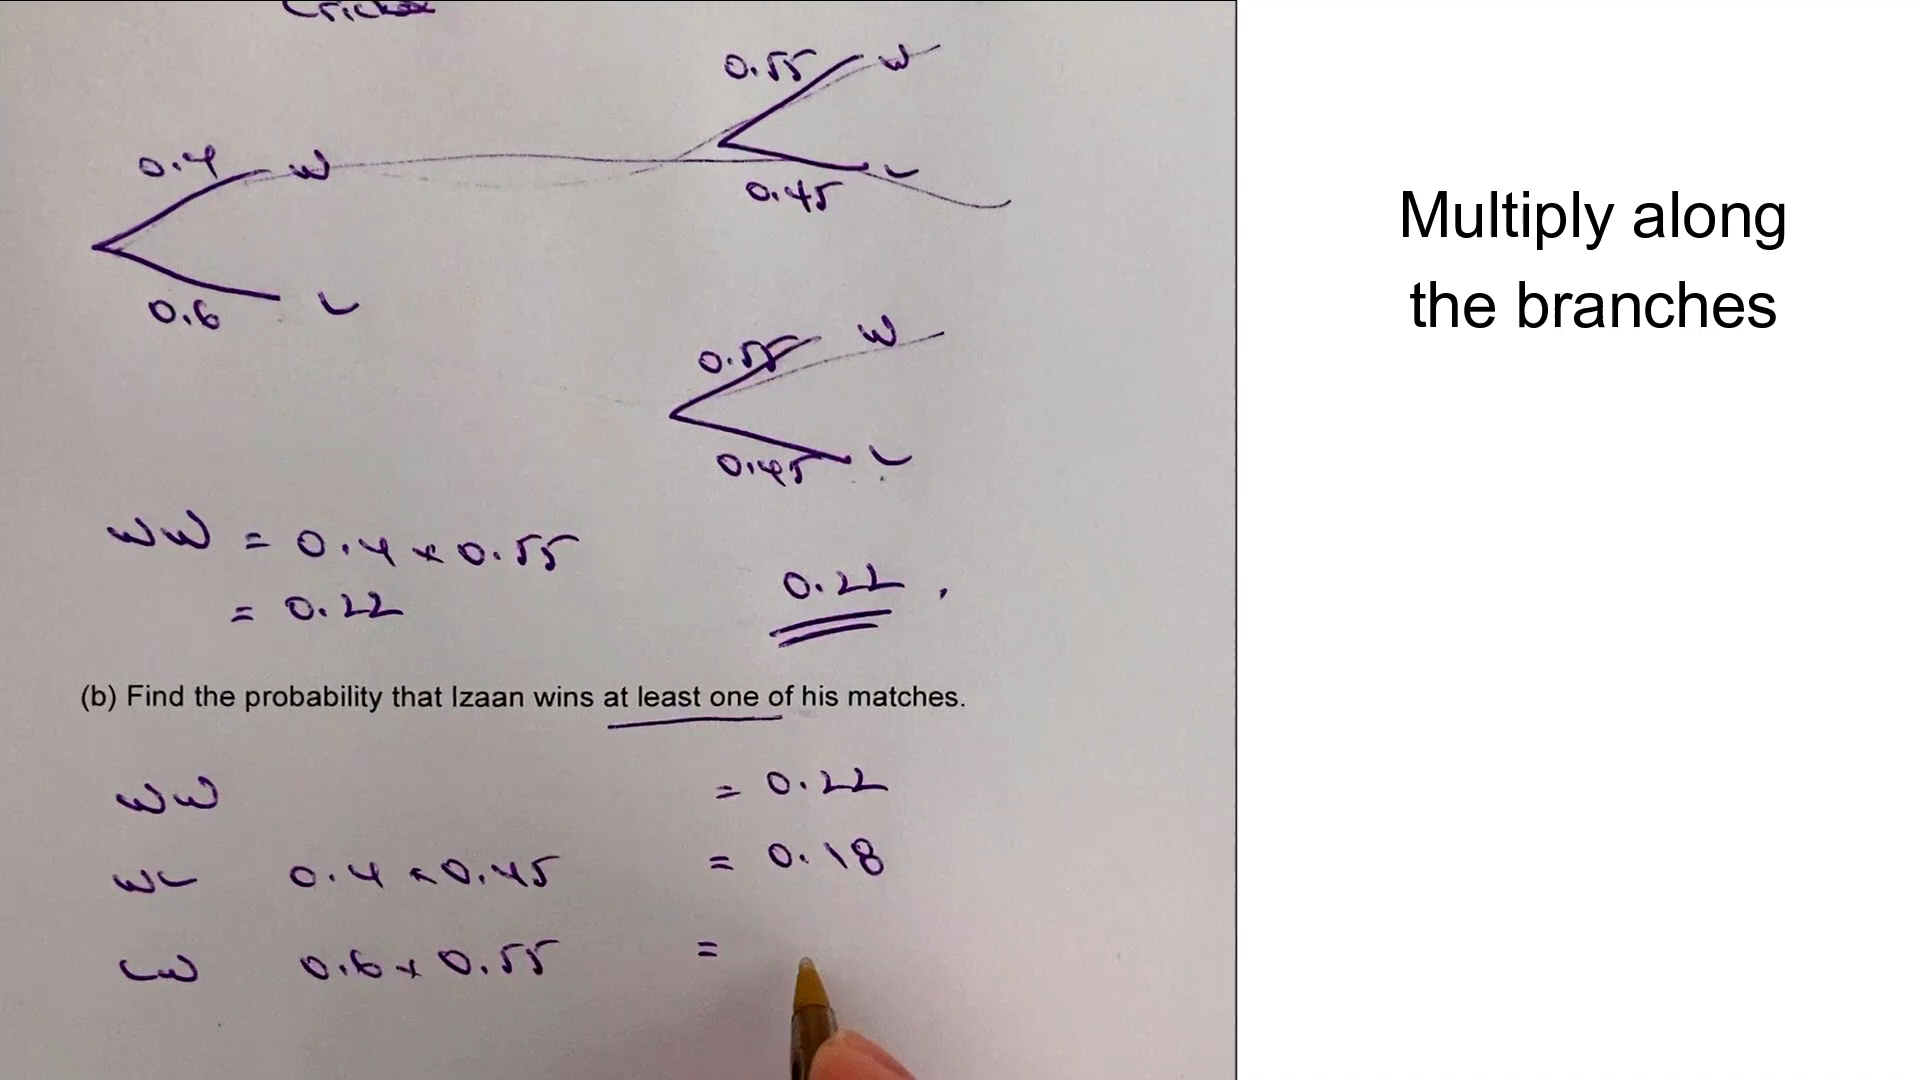 Cricket
0.55 W
0.4 W
0.45 L
0.6 L
0.55 W
0.45 L
WW = 0.4 × 0.55
= 0.22
0.22
(b) Find the probability that Izaan wins at least one of his matches.
WW = 0.22
WL 0.4 × 0.45 = 0.18
LW 0.6 × 0.55 =
Multiply along
the branches